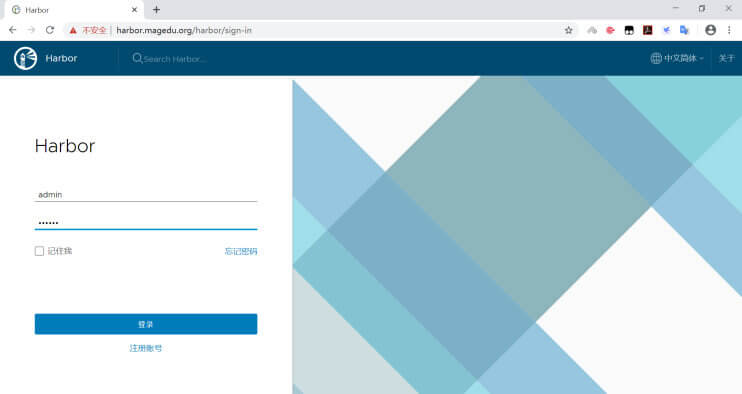 Harbor
不安全 | harbor.magedu.org/harbor/sign-in
Harbor
Search Harbor...
中文简体
关于
Harbor
admin
••••••
记住我
忘记密码
登录
注册账号